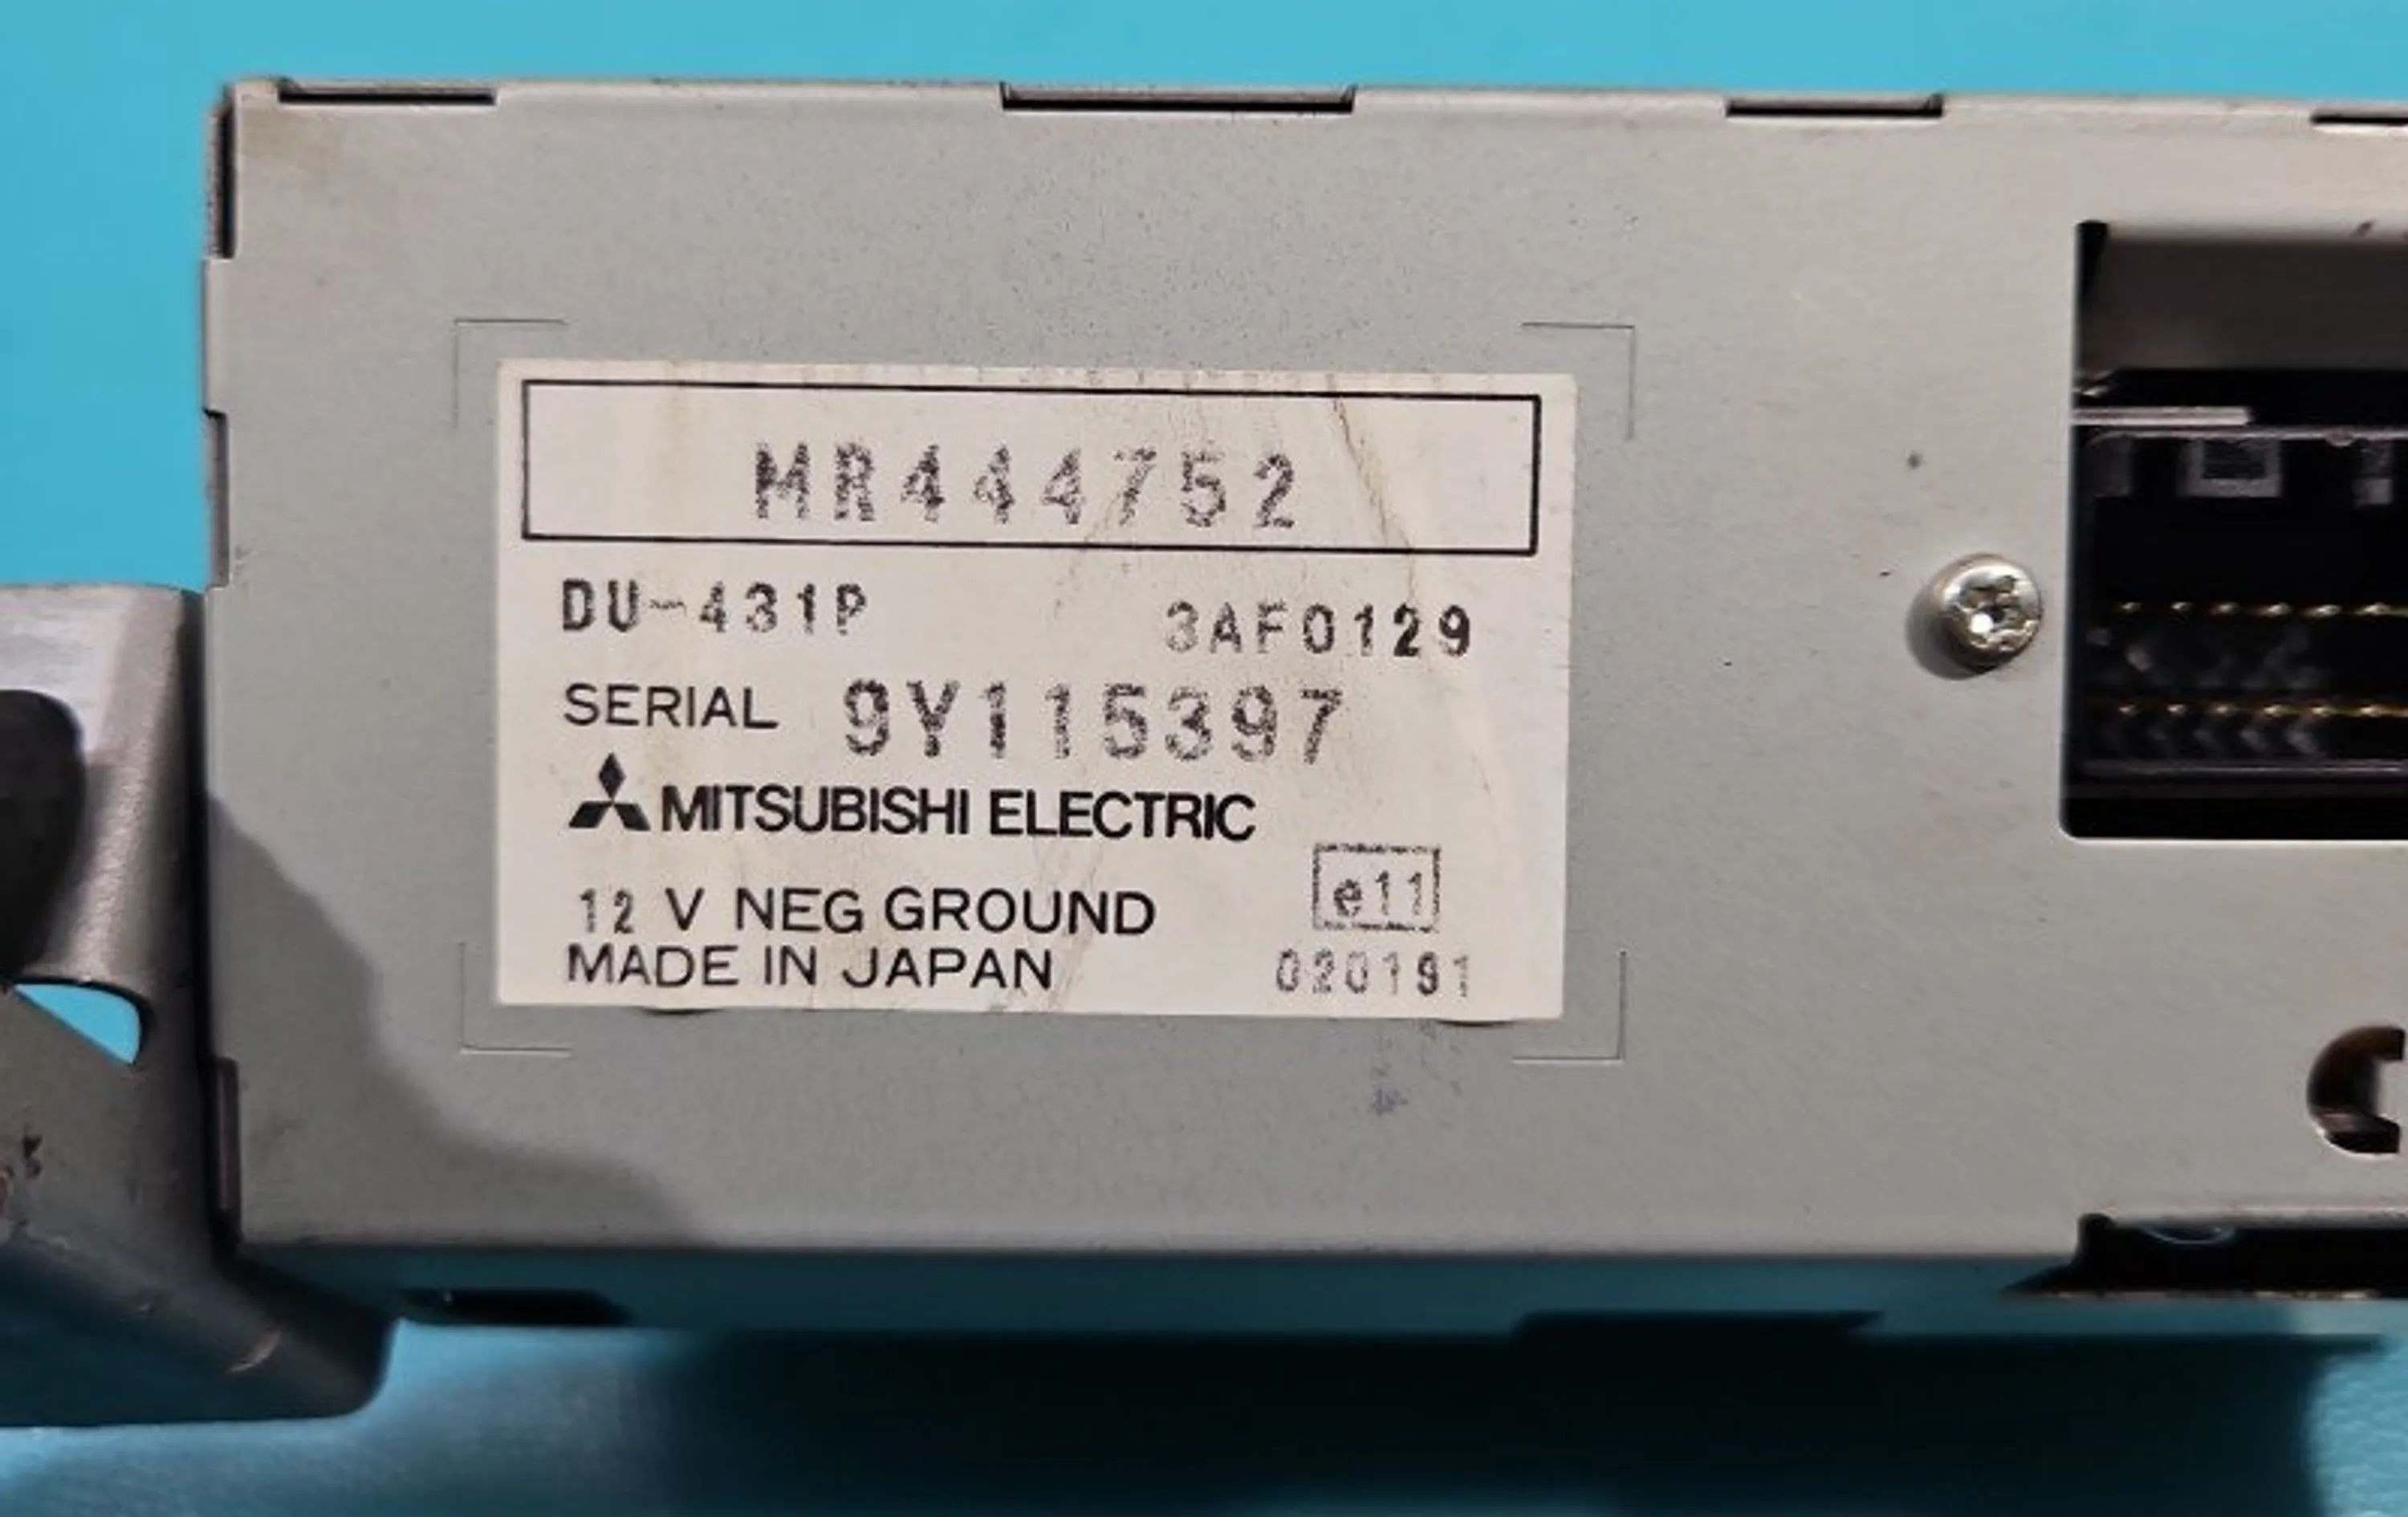 MR444752
DU-431P 3AF0129
SERIAL 9Y115397
MITSUBISHI ELECTRIC
12 V NEG GROUND e11
MADE IN JAPAN 020191